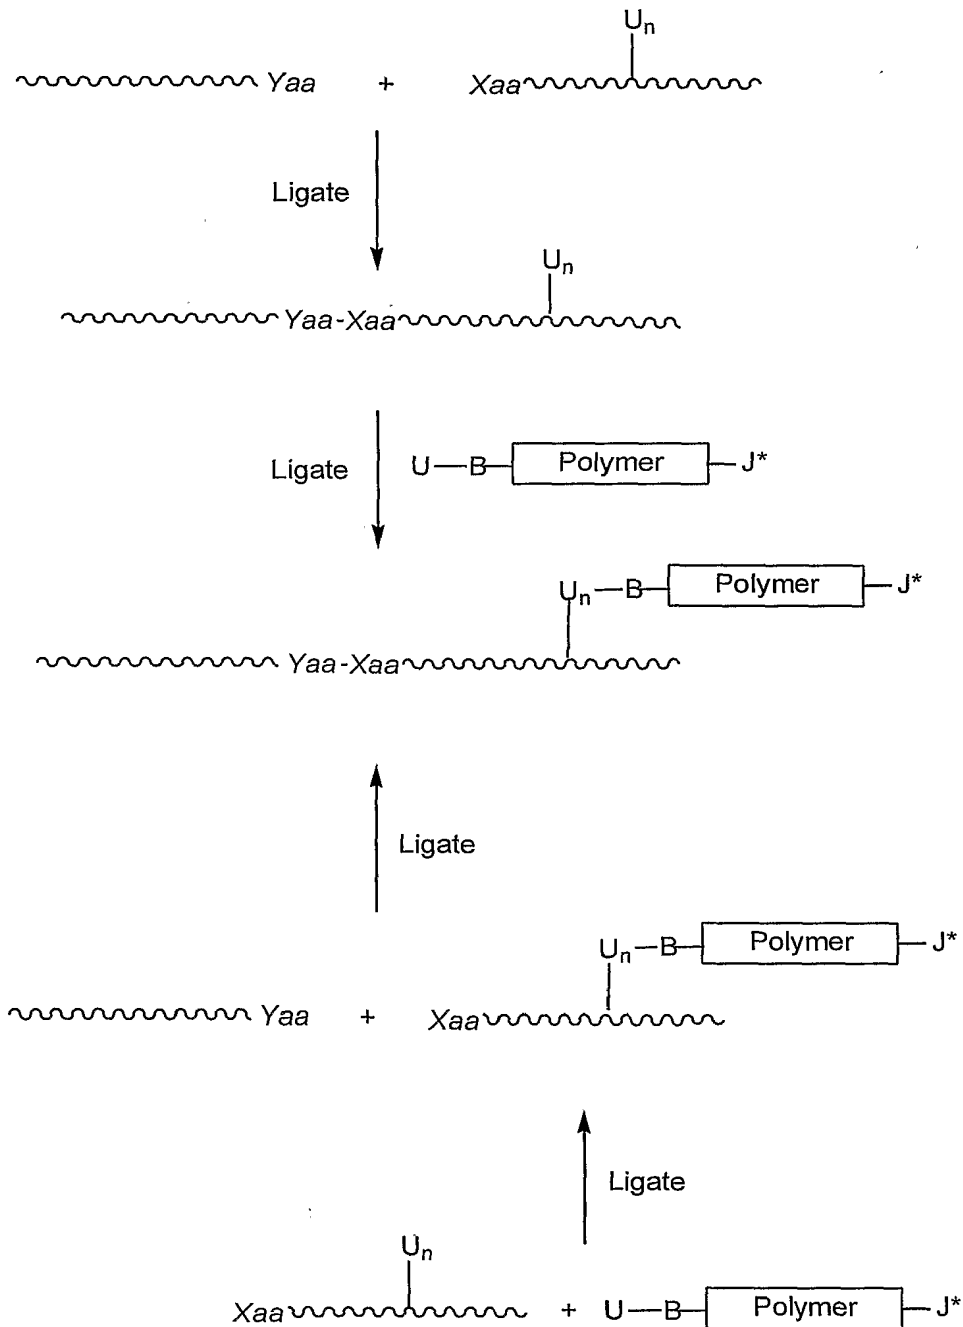 Uₙ
Yaa + Xaa
Ligate
Uₙ
Yaa-Xaa
Ligate U B Polymer J*
Uₙ B Polymer J*
Yaa-Xaa
Ligate
Uₙ B Polymer J*
Yaa + Xaa
Ligate
Uₙ
Xaa + U B Polymer J*